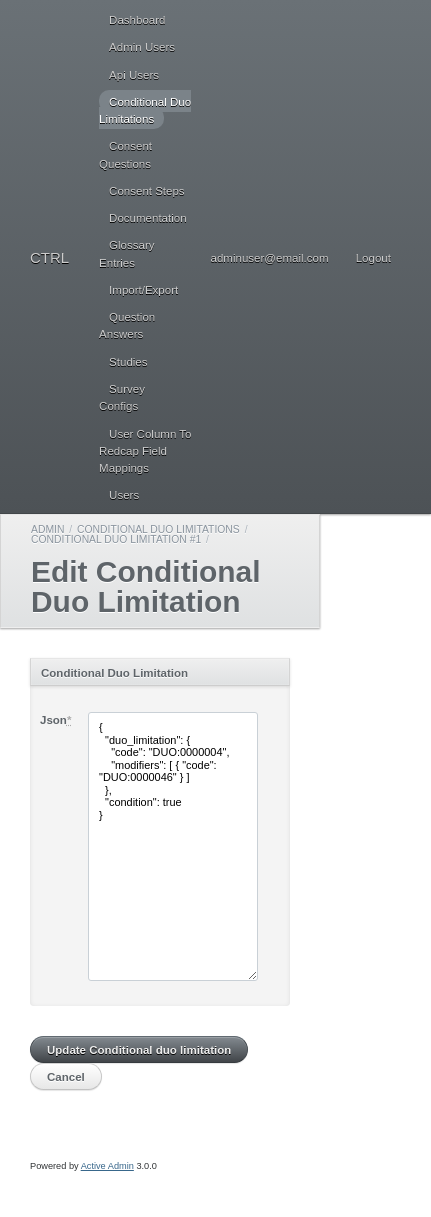 Dashboard
Admin Users
Api Users
Conditional Duo
Limitations
Consent
Questions
Consent Steps
Documentation
Glossary
Entries
Import/Export
Question
Answers
Studies
Survey
Configs
User Column To
Redcap Field
Mappings
Users
CTRL
adminuser@email.com
Logout
ADMIN / CONDITIONAL DUO LIMITATIONS /
CONDITIONAL DUO LIMITATION #1 /
Edit Conditional
Duo Limitation
Conditional Duo Limitation
Json*
{
"duo_limitation": {
"code": "DUO:0000004",
"modifiers": [ { "code":
"DUO:0000046" } ]
},
"condition": true
}
Update Conditional duo limitation
Cancel
Powered by Active Admin 3.0.0